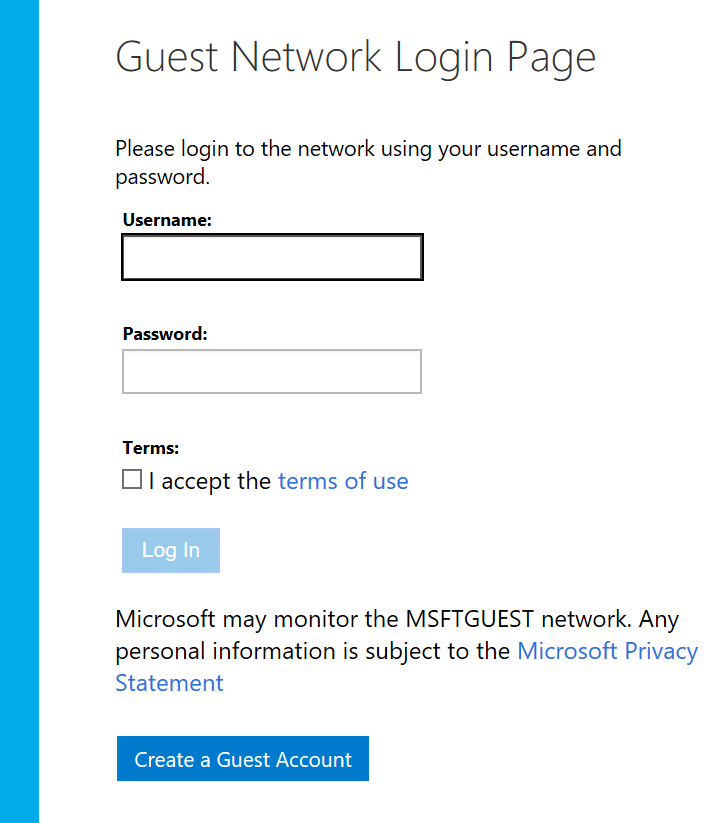 Guest Network Login Page
Please login to the network using your username and
password.
Username:
Password:
Terms:
I accept the terms of use
Log In
Microsoft may monitor the MSFTGUEST network. Any
personal information is subject to the Microsoft Privacy
Statement
Create a Guest Account